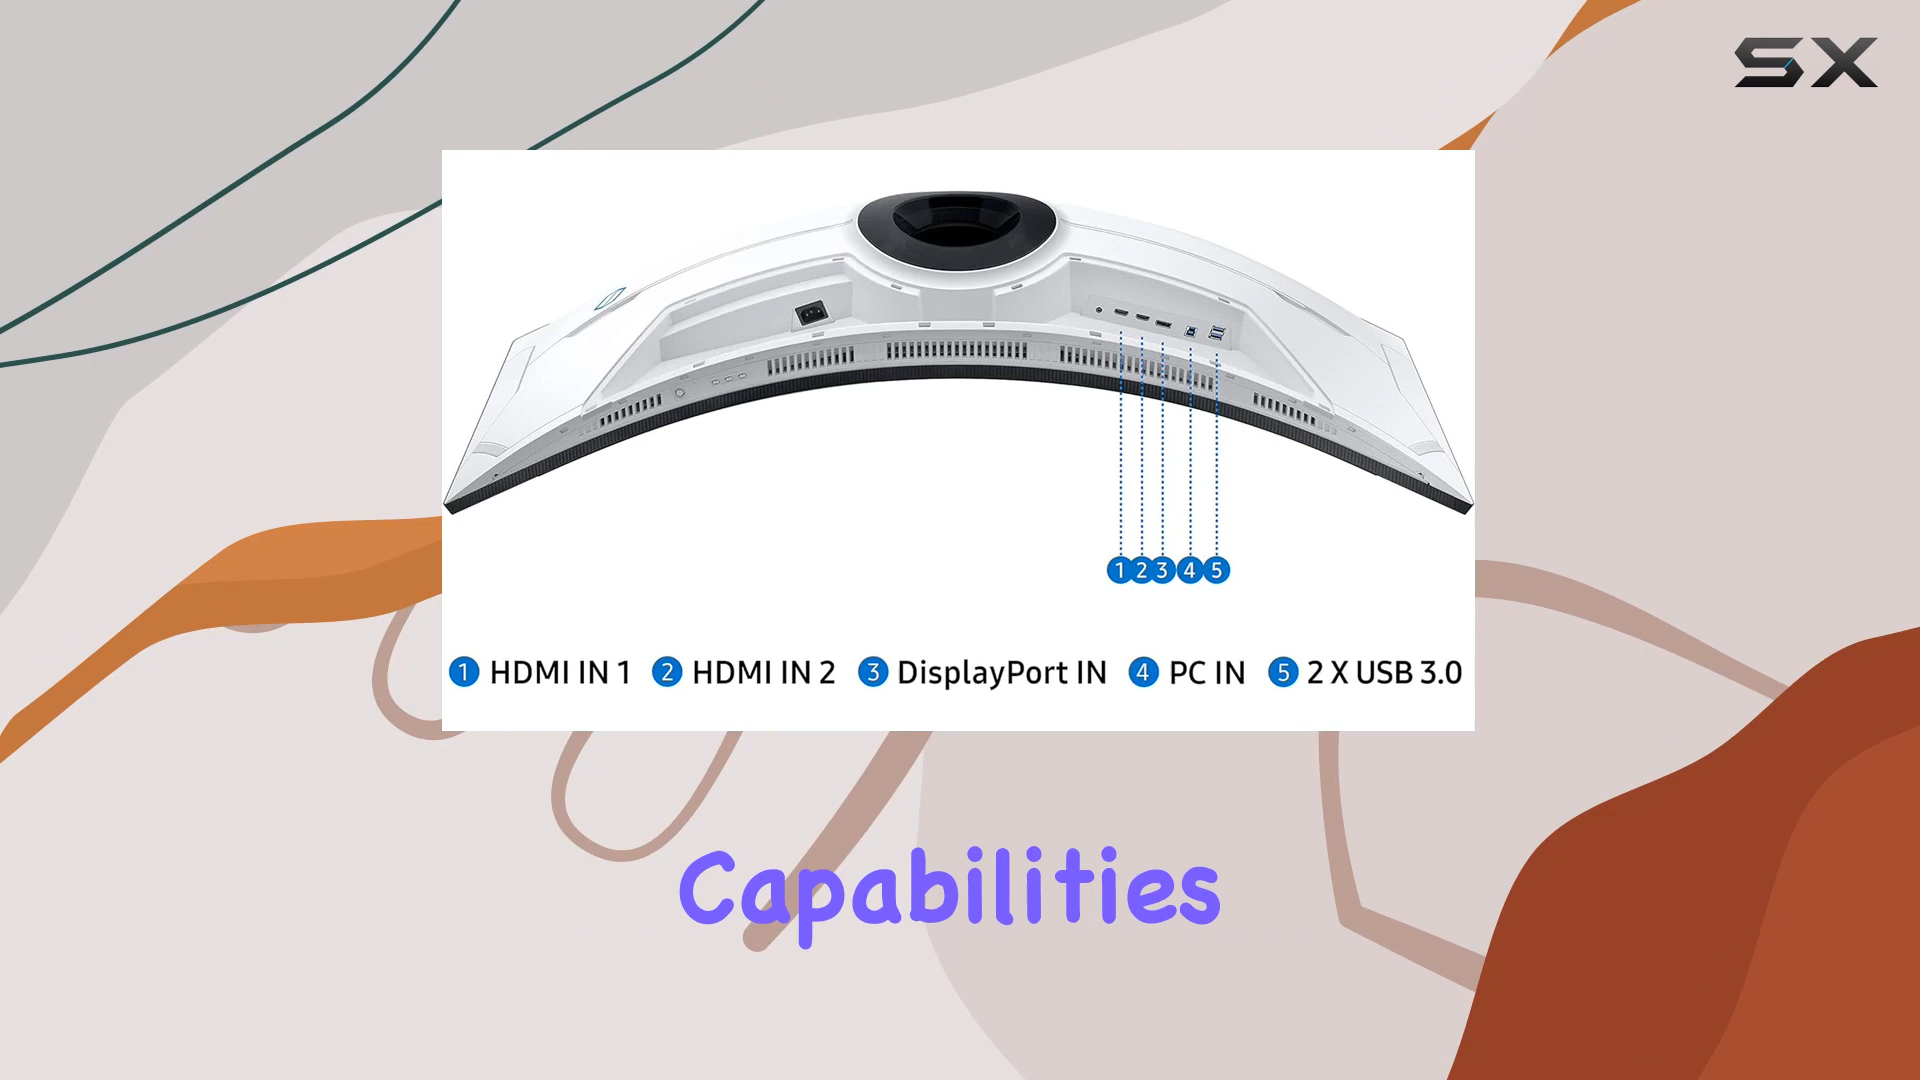 SX
1 2 3 4 5
1 HDMI IN 1 2 HDMI IN 2 3 DisplayPort IN 4 PC IN 5 2 X USB 3.0
Capabilities